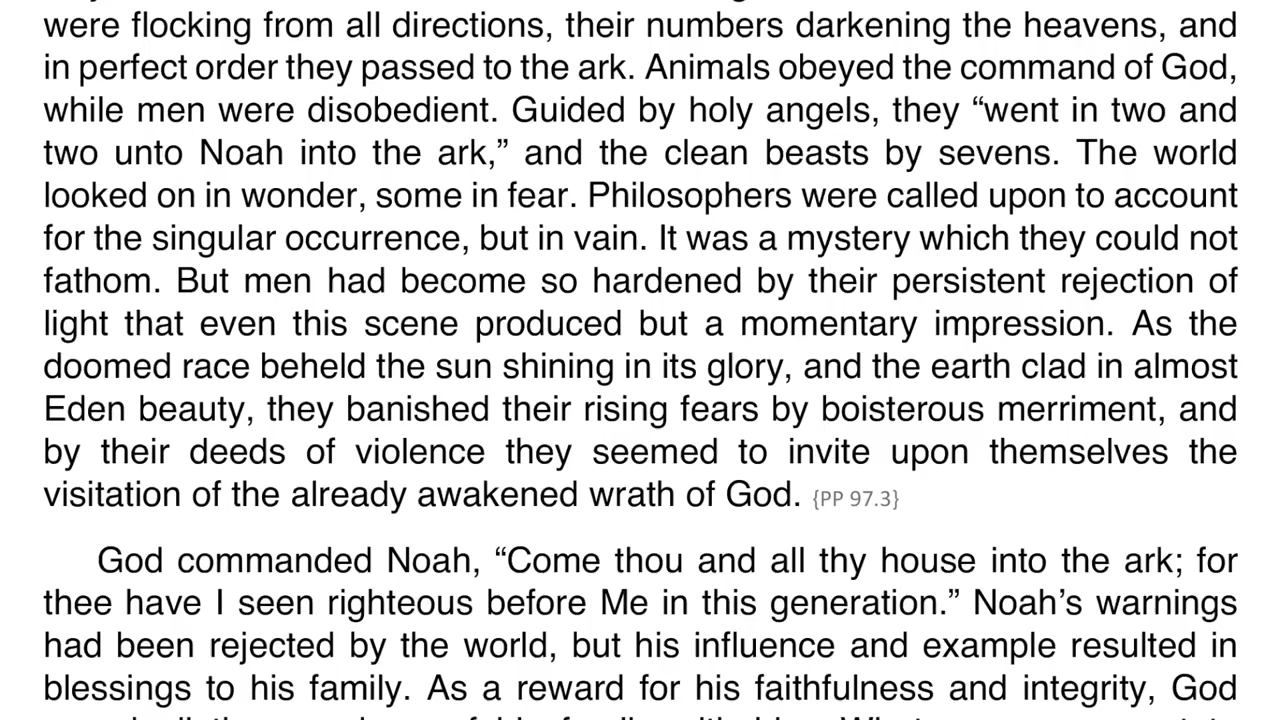 were flocking from all directions, their numbers darkening the heavens, and
in perfect order they passed to the ark. Animals obeyed the command of God,
while men were disobedient. Guided by holy angels, they “went in two and
two unto Noah into the ark,” and the clean beasts by sevens. The world
looked on in wonder, some in fear. Philosophers were called upon to account
for the singular occurrence, but in vain. It was a mystery which they could not
fathom. But men had become so hardened by their persistent rejection of
light that even this scene produced but a momentary impression. As the
doomed race beheld the sun shining in its glory, and the earth clad in almost
Eden beauty, they banished their rising fears by boisterous merriment, and
by their deeds of violence they seemed to invite upon themselves the
visitation of the already awakened wrath of God. {PP 97.3}
God commanded Noah, “Come thou and all thy house into the ark; for
thee have I seen righteous before Me in this generation.” Noah’s warnings
had been rejected by the world, but his influence and example resulted in
blessings to his family. As a reward for his faithfulness and integrity, God